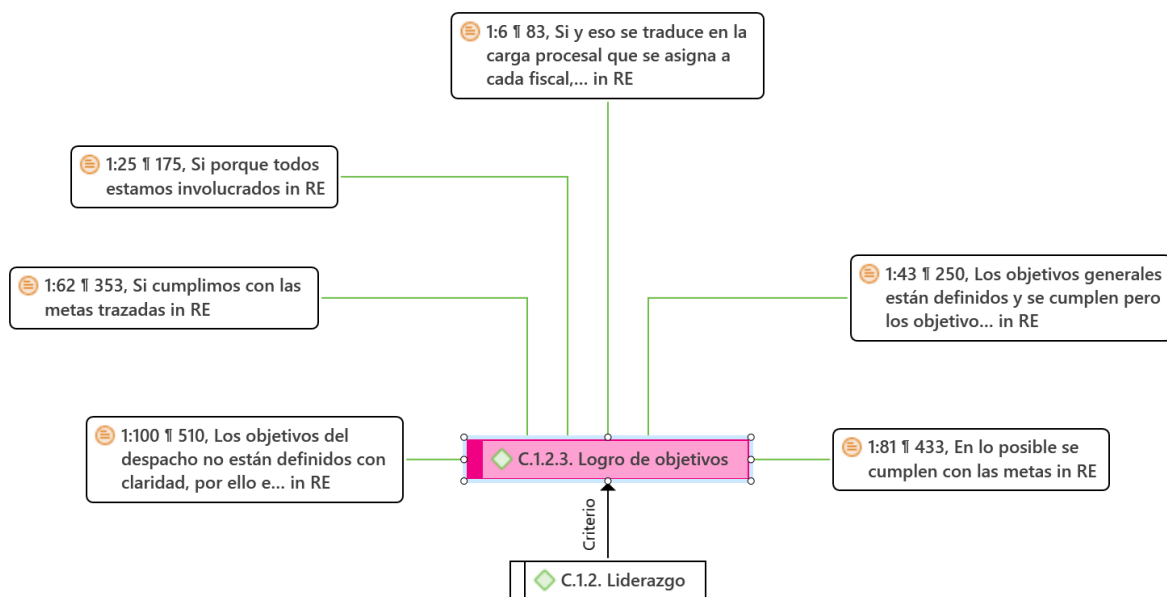 1:6 ¶ 83, Si y eso se traduce en la
carga procesal que se asigna a
cada fiscal,... in RE
1:25 ¶ 175, Si porque todos
estamos involucrados in RE
1:62 ¶ 353, Si cumplimos con las
metas trazadas in RE
1:43 ¶ 250, Los objetivos generales
están definidos y se cumplen pero
los objetivo... in RE
1:100 ¶ 510, Los objetivos del
despacho no están definidos con
claridad, por ello e... in RE
C.1.2.3. Logro de objetivos
1:81 ¶ 433, En lo posible se
cumplen con las metas in RE
Criterio
C.1.2. Liderazgo